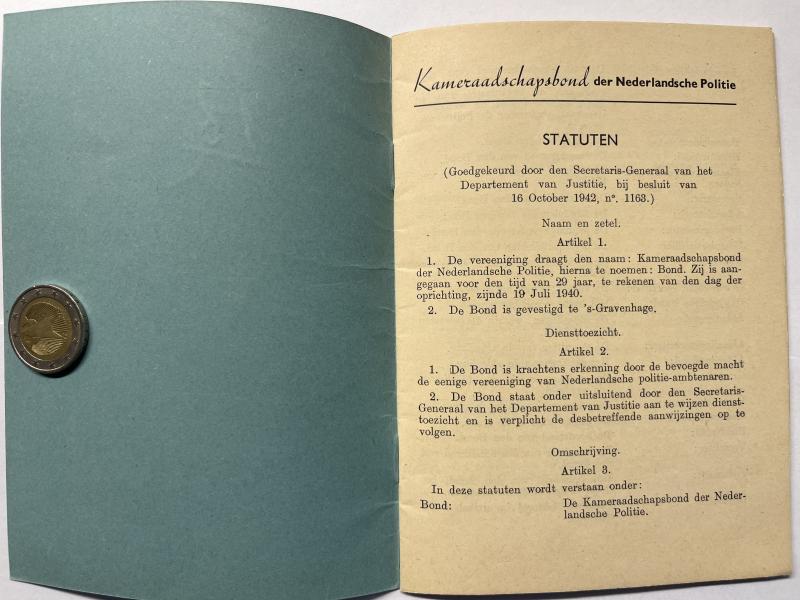 Kameraadschapsbond der Nederlandsche Politie
STATUTEN
(Goedgekeurd door den Secretaris-Generaal van het
Departement van Justitie, bij besluit van
16 October 1942, nº. 1163.)
Naam en zetel.
Artikel 1.
1. De vereeniging draagt den naam: Kameraadschapsbond
der Nederlandsche Politie, hierna te noemen: Bond. Zij is aan-
gegaan voor den tijd van 29 jaar, te rekenen van den dag der
oprichting, zijnde 19 Juli 1940.
2. De Bond is gevestigd te 's-Gravenhage.
Diensttoezicht.
Artikel 2.
1. De Bond is krachtens erkenning door de bevoegde macht
de eenige vereeniging van Nederlandsche politie-ambtenaren.
2. De Bond staat onder uitsluitend door den Secretaris-
Generaal van het Departement van Justitie aan te wijzen dienst-
toezicht en is verplicht de desbetreffende aanwijzingen op te
volgen.
Omschrijving.
Artikel 3.
In deze statuten wordt verstaan onder:
Bond: De Kameraadschapsbond der Neder-
landsche Politie.